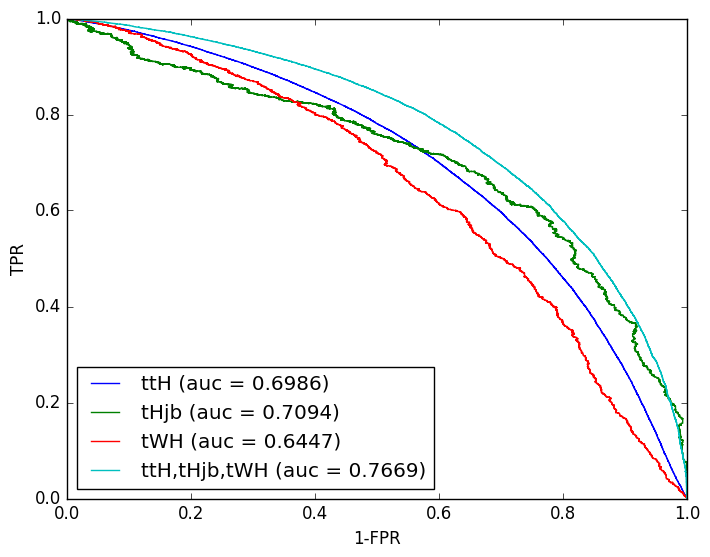 1.0
0.8
0.6
0.4
0.2
0.0
TPR
ttH (auc = 0.6986)
tHjb (auc = 0.7094)
tWH (auc = 0.6447)
ttH,tHjb,tWH (auc = 0.7669)
0.0 0.2 0.4 0.6 0.8 1.0
1-FPR